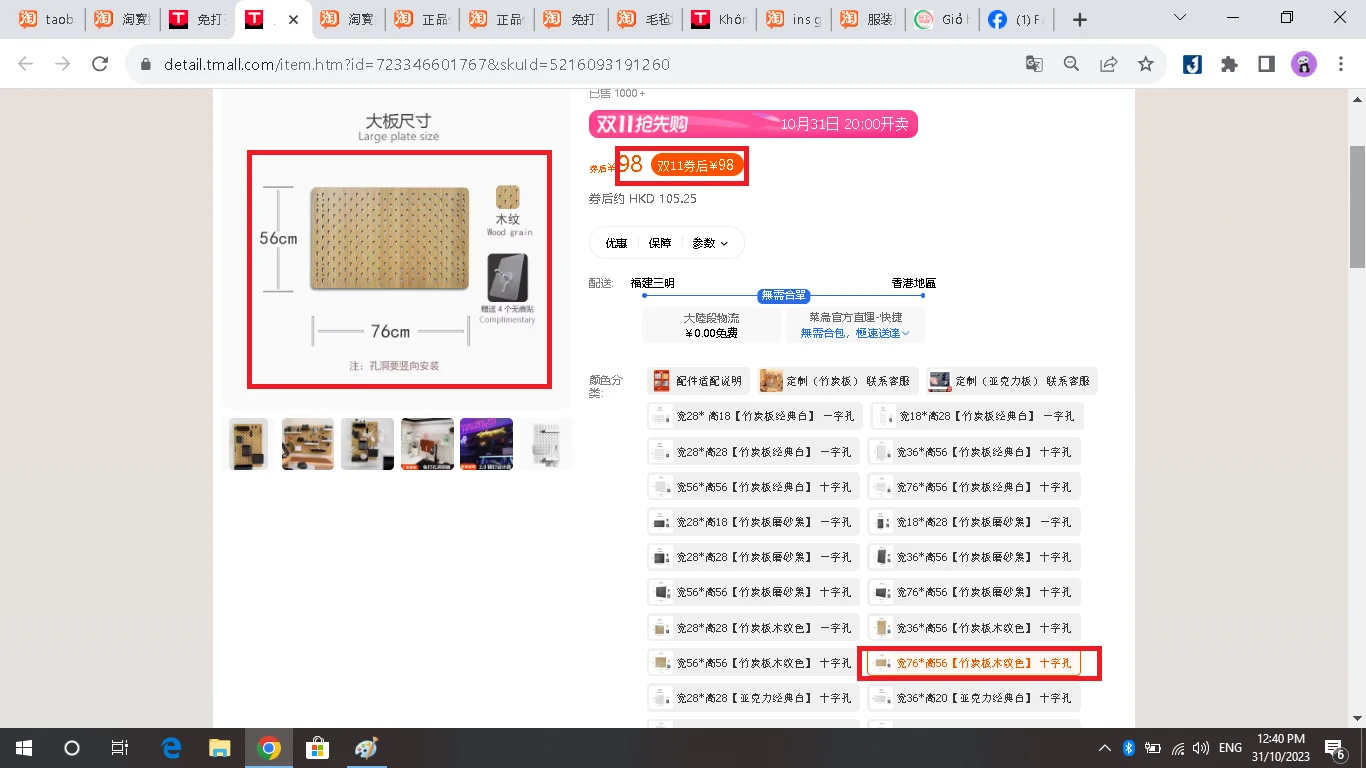 taob
淘寳
免打
淘寳
正品
正品
免打
毛毡
Khôn
ins g
服装
Giỏ
(1) F
detail.tmall.com/item.htm?id=723346601767&skuId=5216093191260
已售 1000+
大板尺寸
Large plate size
双11抢先购 10月31日 20:00开卖
券后¥98 双11券后¥98
券后约 HKD 105.25
56cm
木纹
Wood grain
赠送4个无痕贴
Complimentary
76cm
注：孔洞要竖向安装
优惠 保障 参数
配送: 福建三明 香港地區
無需合單
大陸段物流 菜鳥官方直運-快捷
¥0.00免费 無需合包，極速送達
颜色分类:
配件适配说明 定制（竹炭板）联系客服 定制（亚克力板）联系客服
宽28* 高18【竹炭板经典白】 一字孔 宽18*高28【竹炭板经典白】 一字孔
宽28*高28【竹炭板经典白】 一字孔 宽36*高56【竹炭板经典白】 十字孔
宽56*高56【竹炭板经典白】 十字孔 宽76*高56【竹炭板经典白】 十字孔
宽28*高18【竹炭板磨砂黑】 一字孔 宽18*高28【竹炭板磨砂黑】 一字孔
宽28*高28【竹炭板磨砂黑】 一字孔 宽36*高56【竹炭板磨砂黑】 十字孔
宽56*高56【竹炭板磨砂黑】 十字孔 宽76*高56【竹炭板磨砂黑】 十字孔
宽28*高28【竹炭板木纹色】 一字孔 宽36*高56【竹炭板木纹色】 十字孔
宽56*高56【竹炭板木纹色】 十字孔 宽76*高56【竹炭板木纹色】 十字孔
宽28*高28【亚克力经典白】 十字孔 宽36*高20【亚克力经典白】 十字孔
ENG
12:40 PM
31/10/2023
6